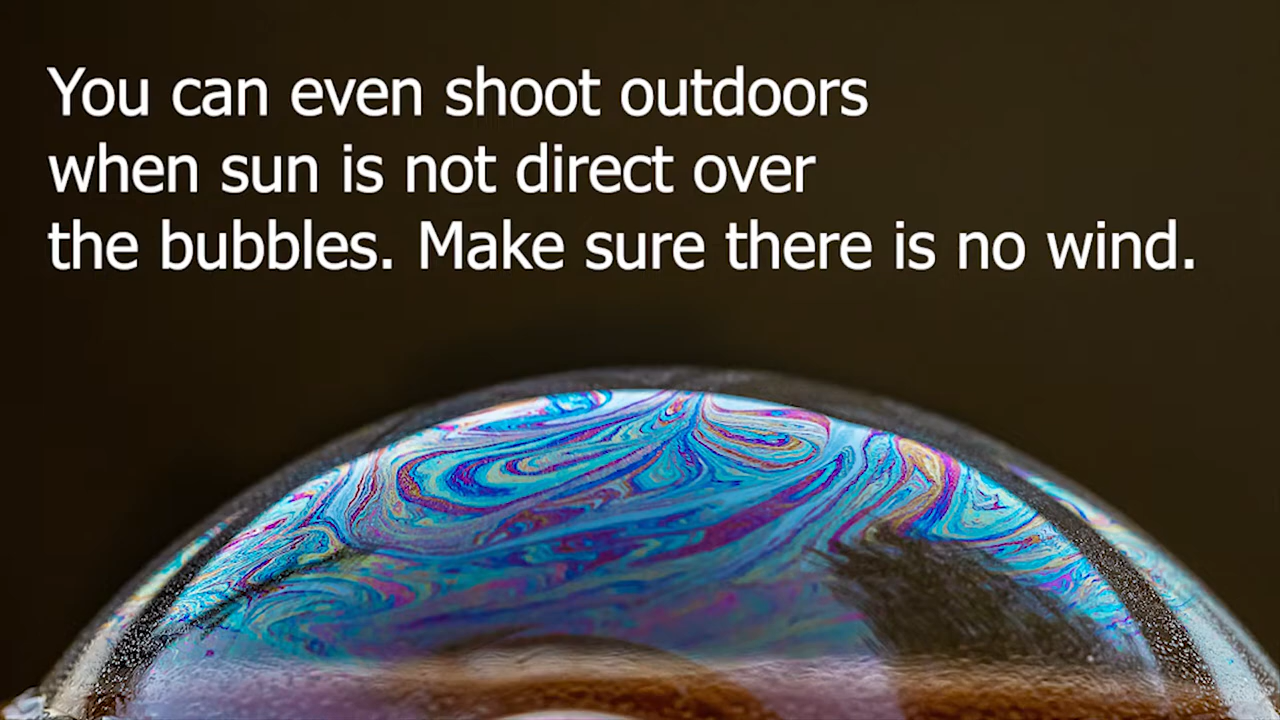 You can even shoot outdoors
when sun is not direct over
the bubbles. Make sure there is no wind.